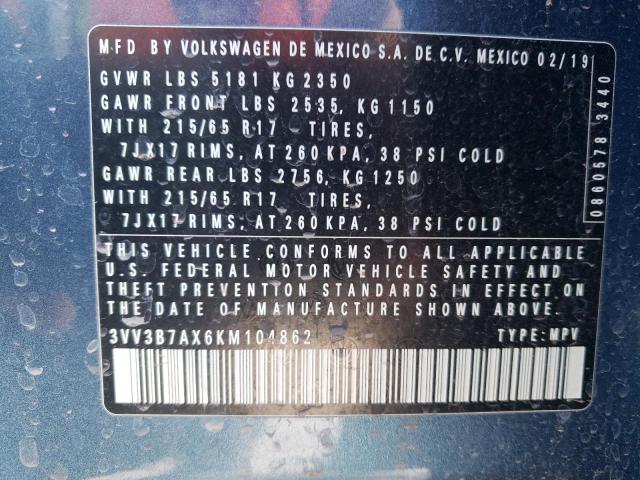 MFD BY VOLKSWAGEN DE MEXICO S.A. DE C.V. MEXICO 02/19
GVWR LBS 5181 KG 2350
GAWR FRONT LBS 2535, KG 1150
WITH 215/65 R17 TIRES,
7JX17 RIMS, AT 260 KPA, 38 PSI COLD
GAWR REAR LBS 2756, KG 1250
WITH 215/65 R17 TIRES,
7JX17 RIMS, AT 260 KPA, 38 PSI COLD
THIS VEHICLE CONFORMS TO ALL APPLICABLE
U.S. FEDERAL MOTOR VEHICLE SAFETY AND
THEFT PREVENTION STANDARDS IN EFFECT ON
THE DATE OF MANUFACTURE SHOWN ABOVE.
3VV3B7AX6KM104862 TYPE: MPV
0860578 3440